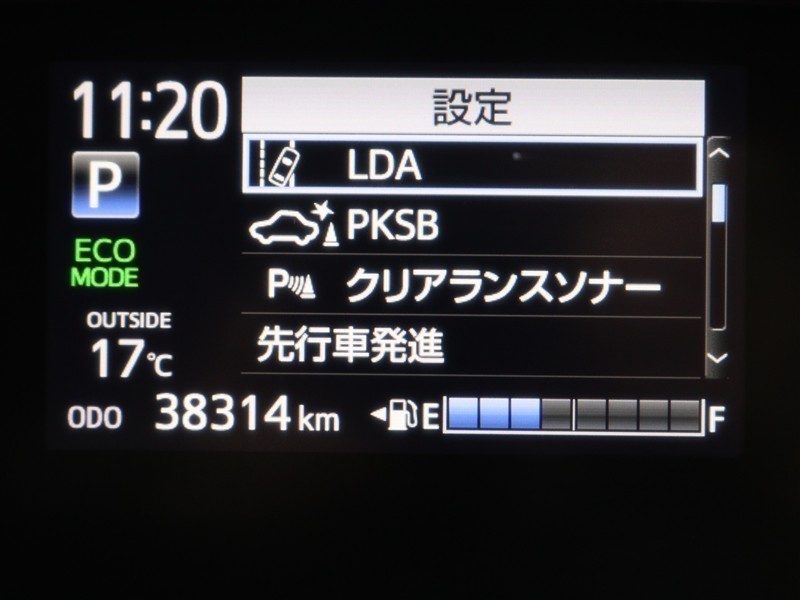 11:20
設定
P
LDA
ECO
MODE
PKSB
P クリアランスソナー
OUTSIDE
17℃
先行車発進
ODO 38314 km E F